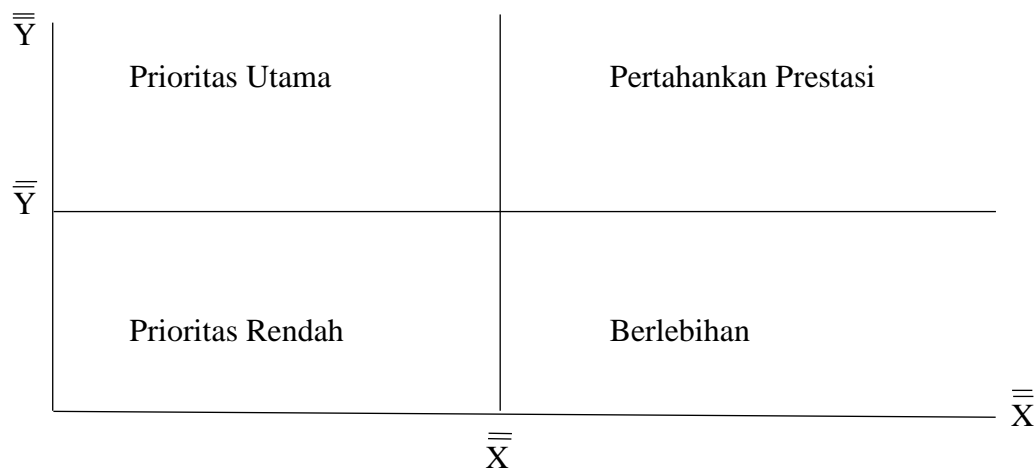 Y̿
Prioritas Utama
Pertahankan Prestasi
Y̿
Prioritas Rendah
Berlebihan
X̿
X̿